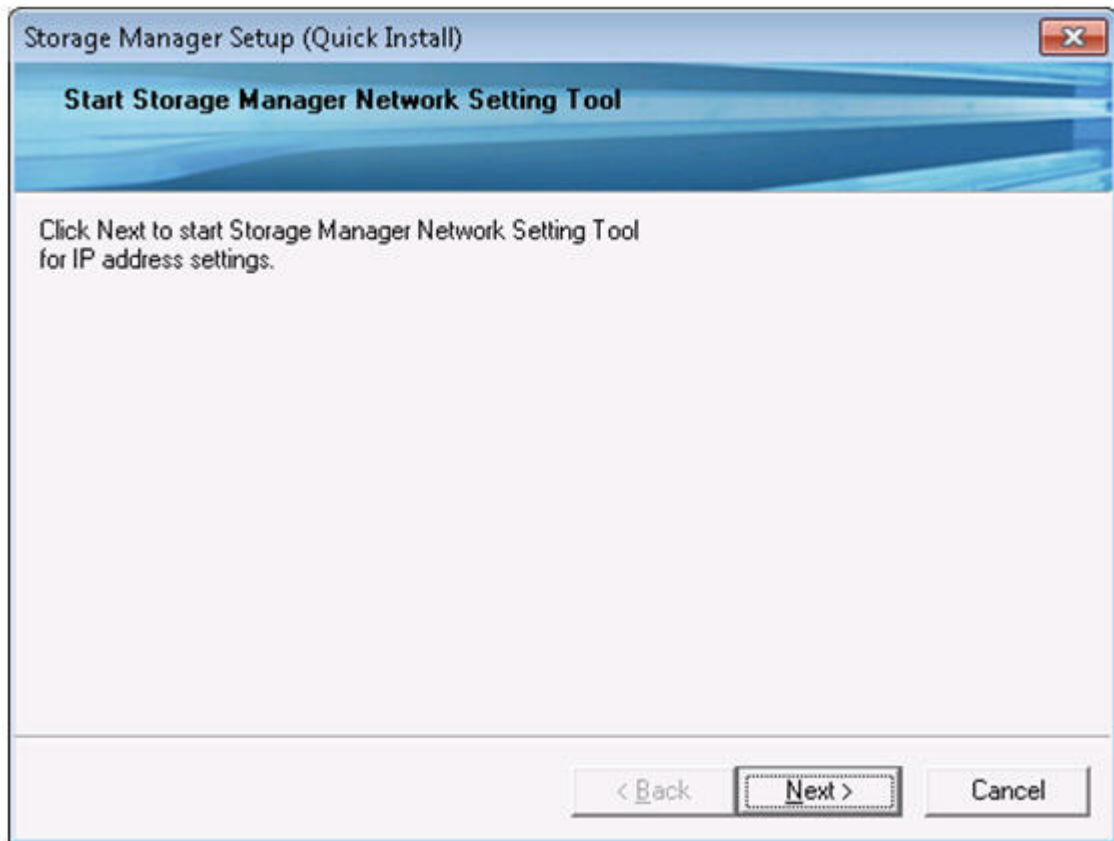 Storage Manager Setup (Quick Install)
Start Storage Manager Network Setting Tool
Click Next to start Storage Manager Network Setting Tool
for IP address settings.
< Back
Next >
Cancel